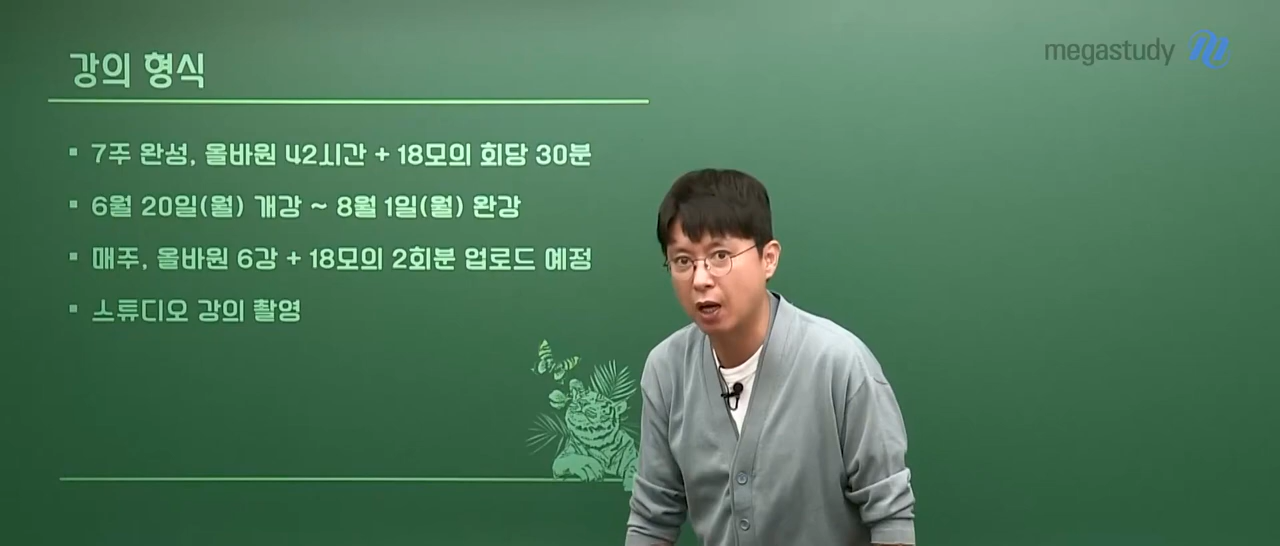 강의 형식
megastudy M
▪ 7주 완성, 올바원 42시간 + 18모의 회당 30분
▪ 6월 20일(월) 개강 ~ 8월 1일(월) 완강
▪ 매주, 올바원 6강 + 18모의 2회분 업로드 예정
▪ 스튜디오 강의 촬영